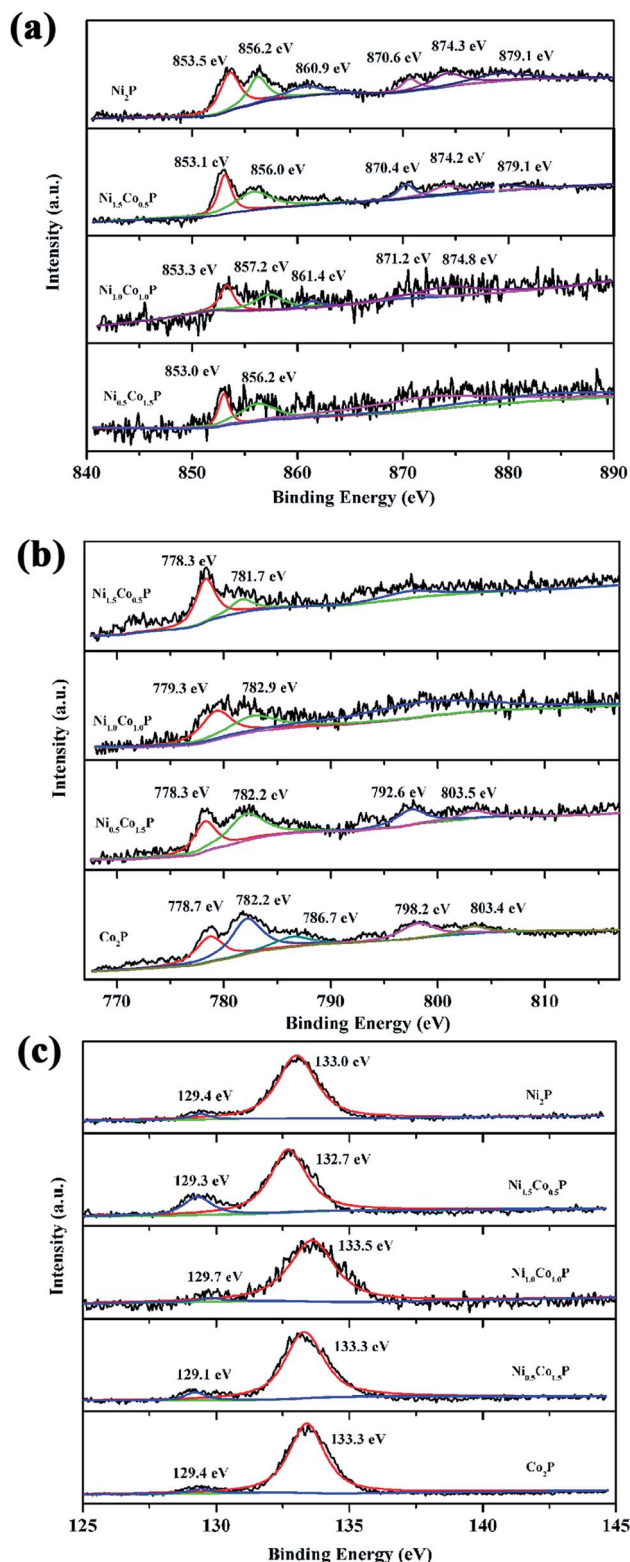 (a)
853.5 eV 856.2 eV 860.9 eV 870.6 eV 874.3 eV 879.1 eV
Ni₂P
853.1 eV 856.0 eV 870.4 eV 874.2 eV 879.1 eV
Ni₁.₅Co₀.₅P
853.3 eV 857.2 eV 861.4 eV 871.2 eV 874.8 eV
Ni₁.₀Co₁.₀P
853.0 eV 856.2 eV
Ni₀.₅Co₁.₅P
Intensity (a.u.)
840 850 860 870 880 890
Binding Energy (eV)
(b)
778.3 eV 781.7 eV
Ni₁.₅Co₀.₅P
779.3 eV 782.9 eV
Ni₁.₀Co₁.₀P
778.3 eV 782.2 eV 792.6 eV 803.5 eV
Ni₀.₅Co₁.₅P
778.7 eV 782.2 eV 786.7 eV 798.2 eV 803.4 eV
Co₂P
Intensity (a.u.)
770 780 790 800 810
Binding Energy (eV)
(c)
129.4 eV 133.0 eV
Ni₂P
129.3 eV 132.7 eV
Ni₁.₅Co₀.₅P
129.7 eV 133.5 eV
Ni₁.₀Co₁.₀P
129.1 eV 133.3 eV
Ni₀.₅Co₁.₅P
129.4 eV 133.3 eV
Co₂P
Intensity (a.u.)
125 130 135 140 145
Binding Energy (eV)